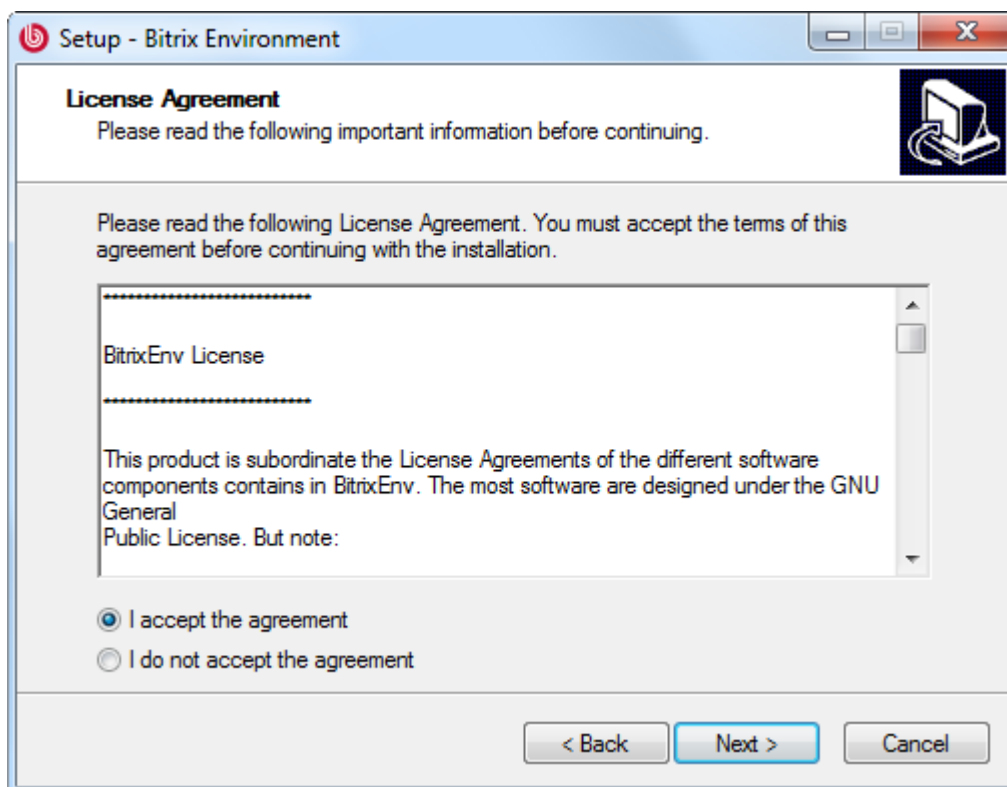 Setup - Bitrix Environment
License Agreement
Please read the following important information before continuing.
Please read the following License Agreement. You must accept the terms of this
agreement before continuing with the installation.
**************************
BitrixEnv License
**************************
This product is subordinate the License Agreements of the different software
components contains in BitrixEnv. The most software are designed under the GNU
General
Public License. But note:
I accept the agreement
I do not accept the agreement
< Back Next > Cancel